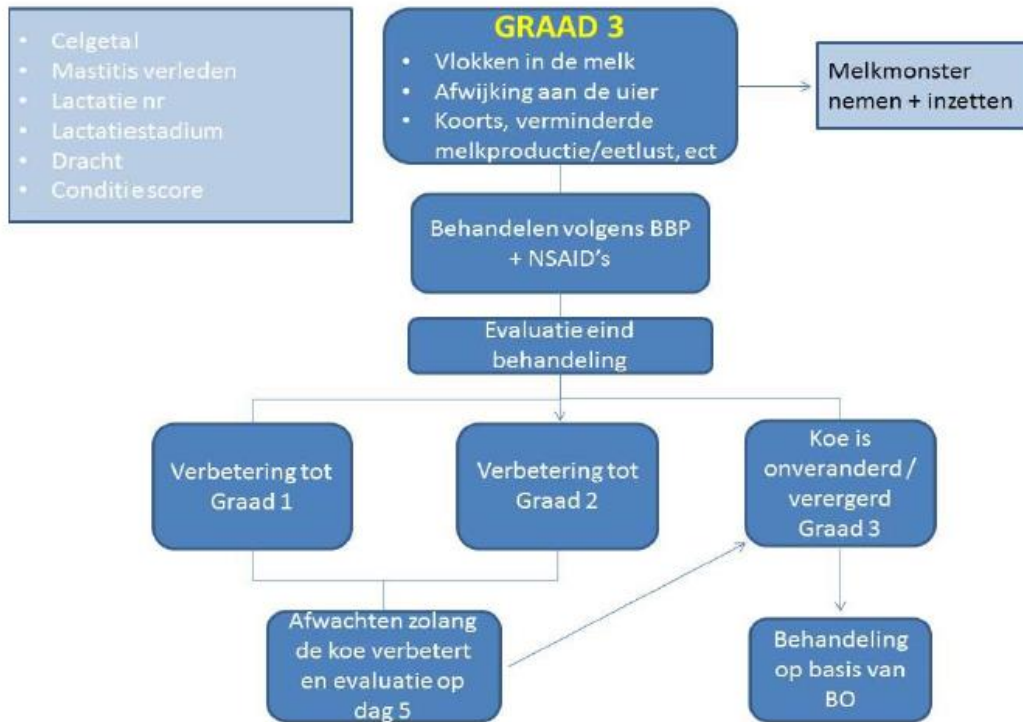 • Celgetal
• Mastitis verleden
• Lactatie nr
• Lactatiestadium
• Dracht
• Conditie score
GRAAD 3
• Vlokken in de melk
• Afwijking aan de uier
• Koorts, verminderde
melkproductie/eetlust, ect
Melkmonster
nemen + inzetten
Behandelen volgens BBP
+ NSAID's
Evaluatie eind
behandeling
Verbetering tot
Graad 1
Verbetering tot
Graad 2
Koe is
onveranderd /
verergerd
Graad 3
Afwachten zolang
de koe verbetert
en evaluatie op
dag 5
Behandeling
op basis van
BO